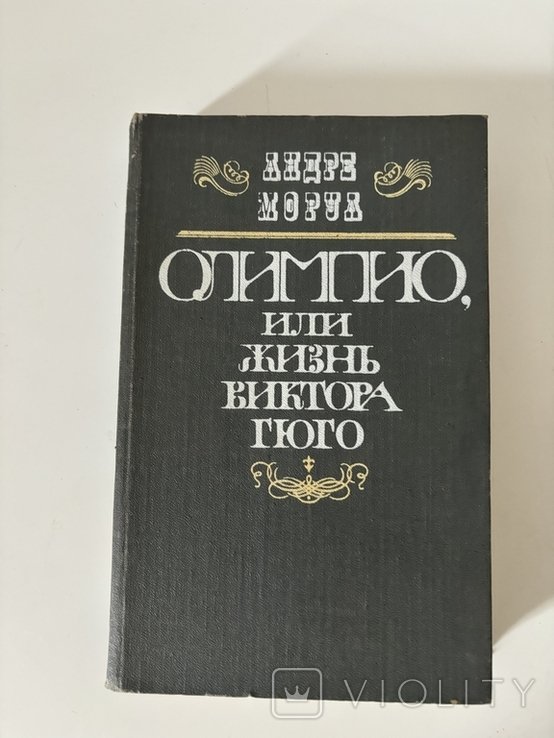 АНДРЕ
МОРУА
ОЛИМПИО,
ИЛИ
ЖИЗНЬ
ВИКТОРА
ГЮГО
VIOLITY